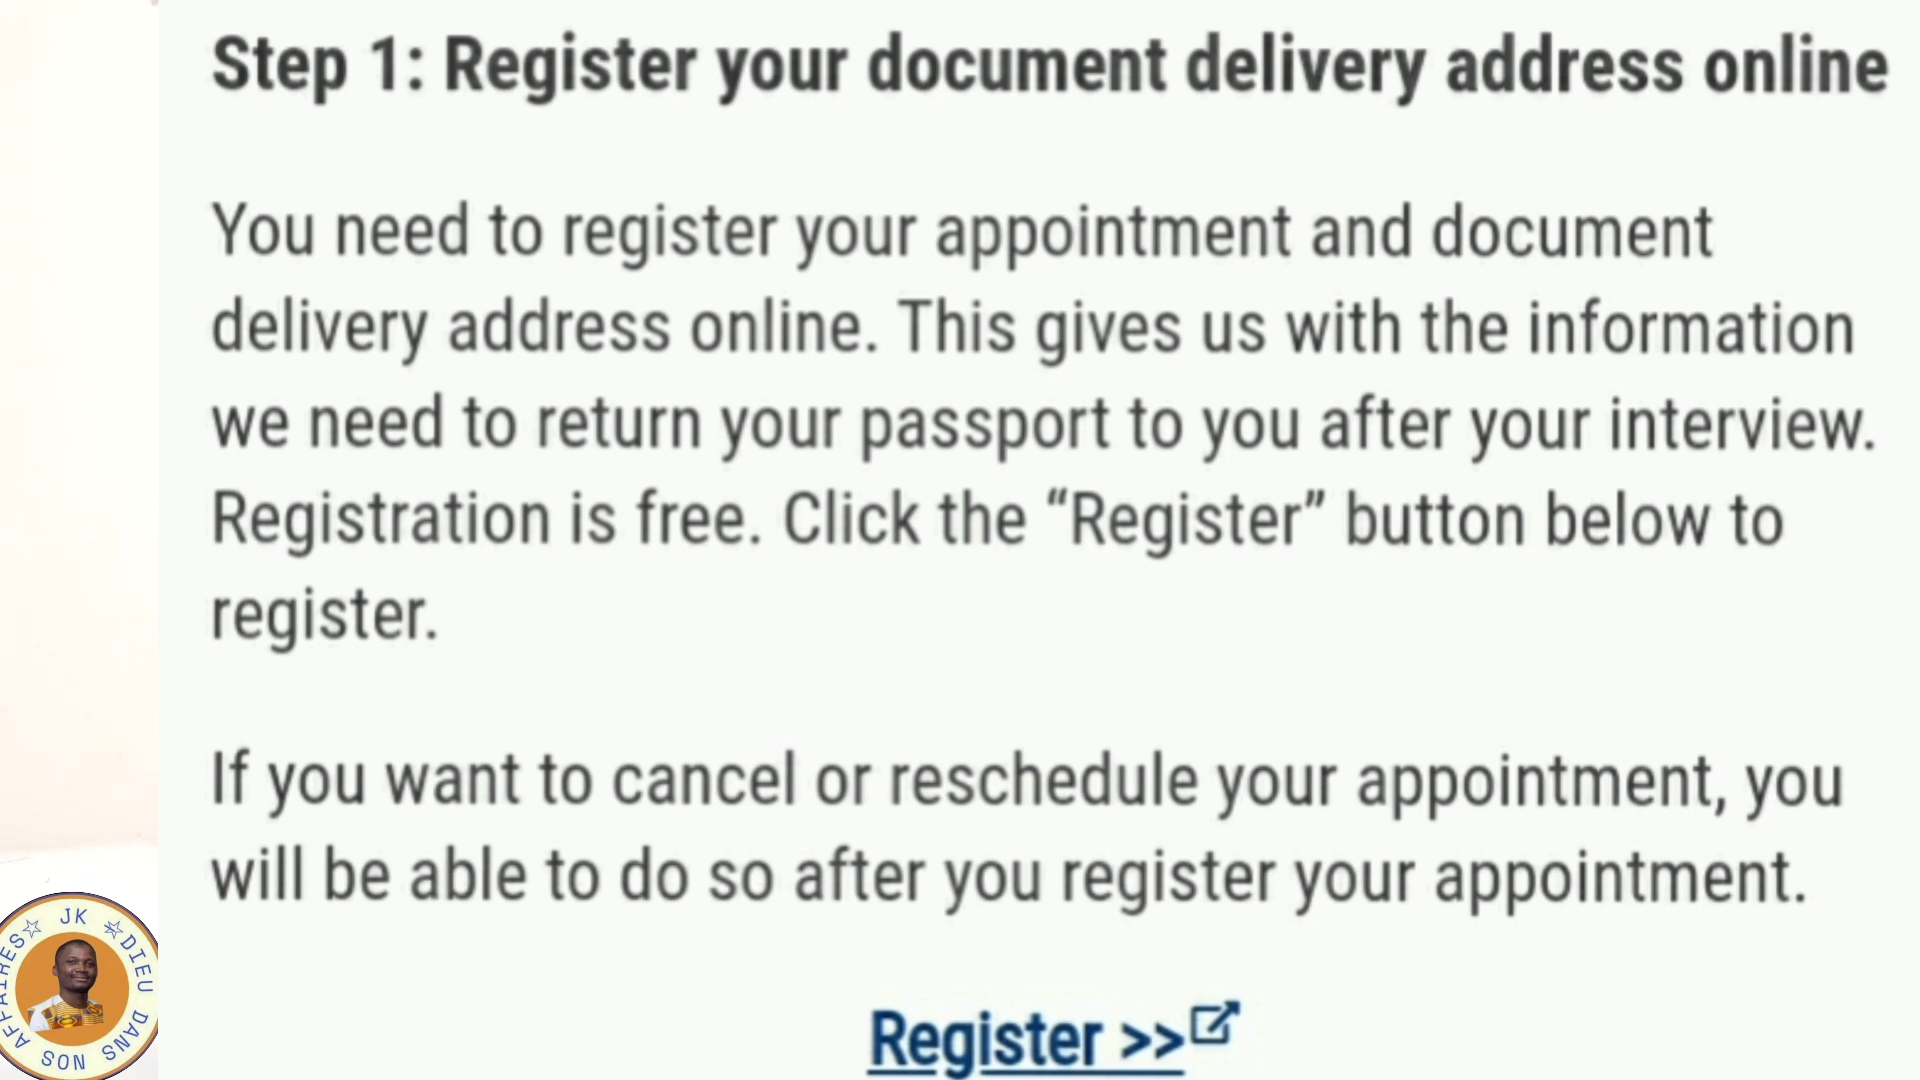 Step 1: Register your document delivery address online
You need to register your appointment and document
delivery address online. This gives us with the information
we need to return your passport to you after your interview.
Registration is free. Click the “Register” button below to
register.
If you want to cancel or reschedule your appointment, you
will be able to do so after you register your appointment.
Register >>
JK ☆DIEU DANS NOS AFFAIRES☆